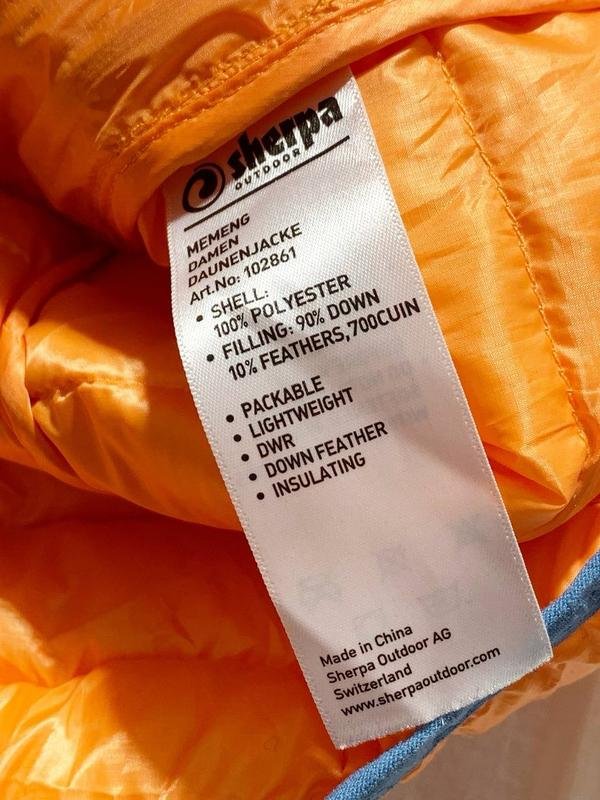 sherpa
OUTDOOR
MEMENG
DAMEN
DAUNENJACKE
Art.No: 102861
• SHELL:
100% POLYESTER
• FILLING: 90% DOWN
10% FEATHERS,700CUIN
• PACKABLE
• LIGHTWEIGHT
• DWR
• DOWN FEATHER
• INSULATING
Made in China
Sherpa Outdoor AG
Switzerland
www.sherpaoutdoor.com